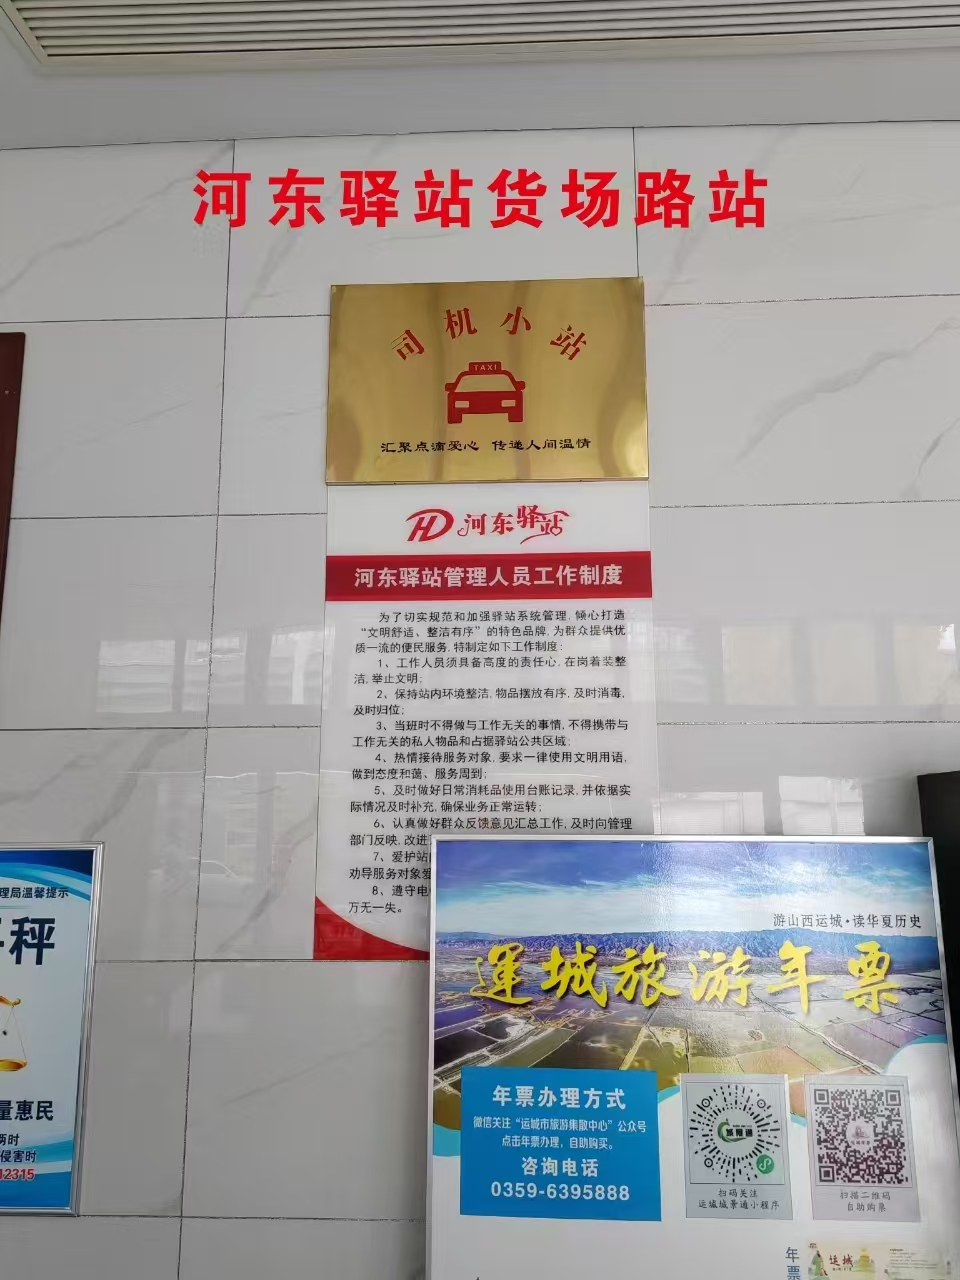 河东驿站货场路站
司机小站
TAXI
汇聚点滴爱心 传递人间温情
HD 河东驿站
河东驿站管理人员工作制度
为了切实规范和加强驿站系统管理,倾心打造
“文明舒适、整洁有序”的特色品牌,为群众提供优
质一流的便民服务,特制定如下工作制度:
1、工作人员须具备高度的责任心,在岗着装整
洁,举止文明;
2、保持站内环境整洁,物品摆放有序,及时消毒,
及时归位;
3、当班时不得做与工作无关的事情,不得携带与
工作无关的私人物品和占据驿站公共区域;
4、热情接待服务对象,要求一律使用文明用语,
做到态度和蔼、服务周到;
5、及时做好日常消耗品使用台账记录,并依据实
际情况及时补充,确保业务正常运转;
6、认真做好群众反馈意见汇总工作,及时向管理
部门反映,改进
7、爱护站
劝导服务对象爱
8、遵守电
万无一失。
理局温馨提示
秤
量惠民
两时
侵害时
12315
游山西运城·读华夏历史
運城旅游年票
年票办理方式
微信关注“运城市旅游集散中心”公众号
点击年票办理,自助购买。
咨询电话
0359-6395888
城景通
扫码关注
运城城景通小程序
扫描二维码
自助购票
年票
运城